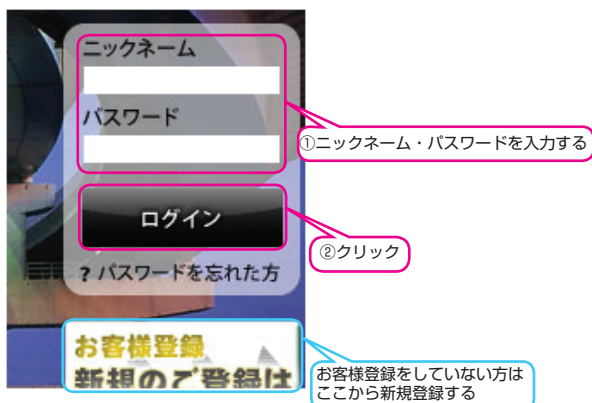 ニックネーム
パスワード
①ニックネーム・パスワードを入力する
ログイン
②クリック
? パスワードを忘れた方
お客様登録
新規のご登録は
お客様登録をしていない方は
ここから新規登録する